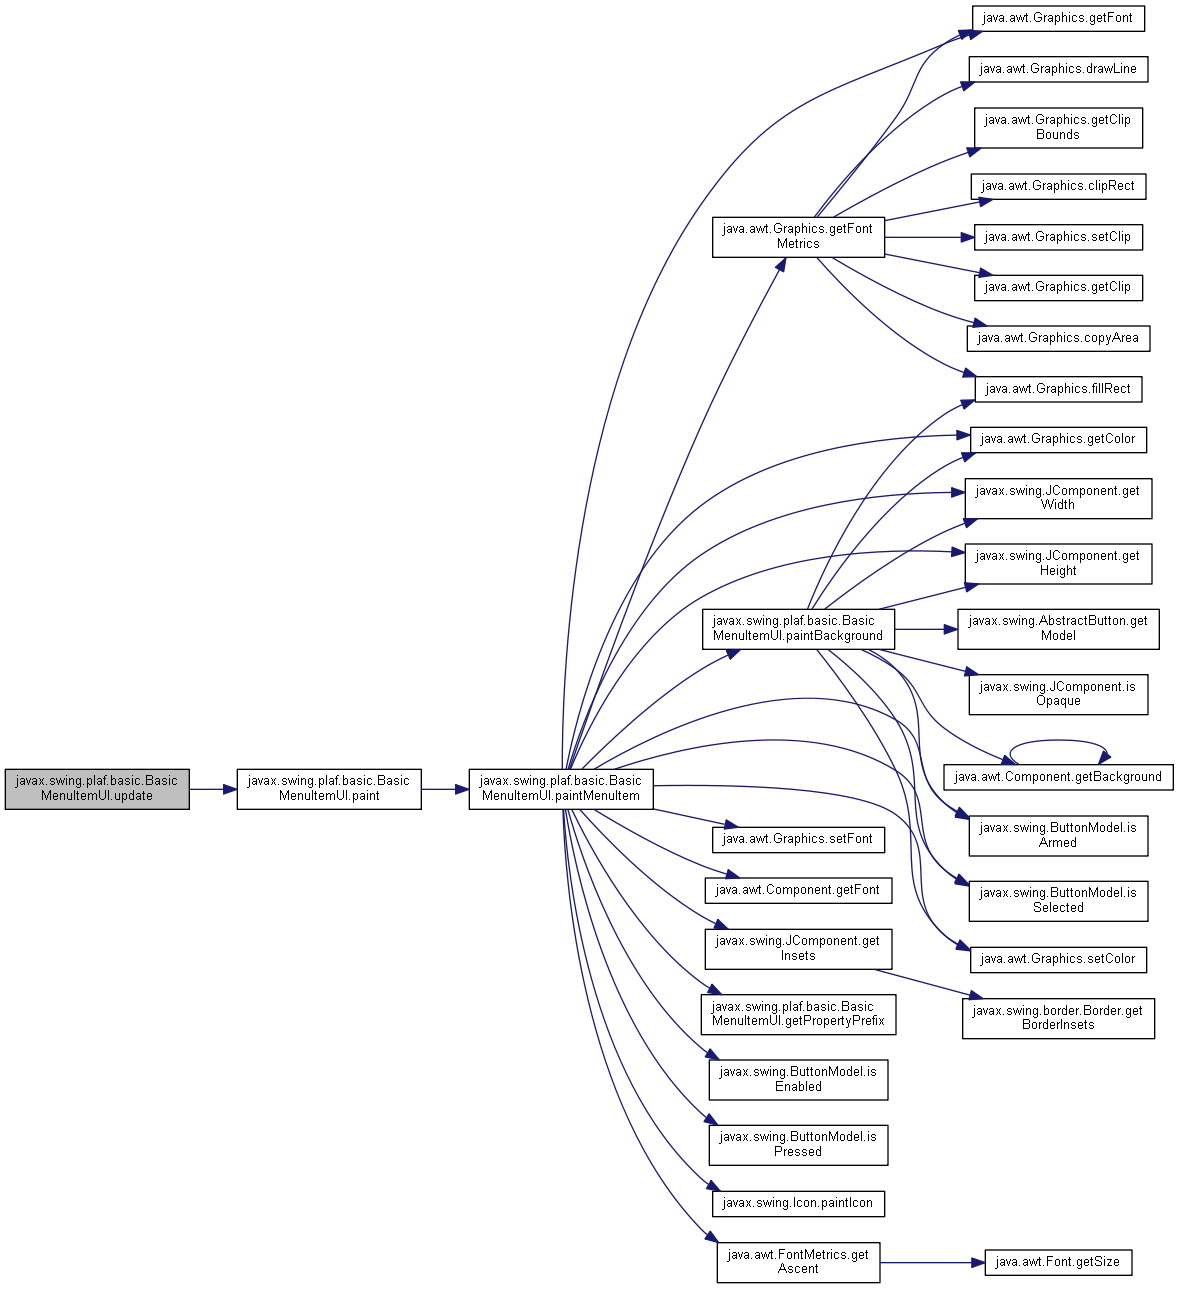 javax.swing.plaf.basic.Basic
MenuItemUI.update
javax.swing.plaf.basic.Basic
MenuItemUI.paint
javax.swing.plaf.basic.Basic
MenuItemUI.paintMenuItem
java.awt.Graphics.getFont
Metrics
javax.swing.plaf.basic.Basic
MenuItemUI.paintBackground
java.awt.Graphics.setFont
java.awt.Component.getFont
javax.swing.JComponent.get
Insets
javax.swing.plaf.basic.Basic
MenuItemUI.getPropertyPrefix
javax.swing.ButtonModel.is
Enabled
javax.swing.ButtonModel.is
Pressed
javax.swing.Icon.paintIcon
java.awt.FontMetrics.get
Ascent
java.awt.Graphics.getFont
java.awt.Graphics.drawLine
java.awt.Graphics.getClip
Bounds
java.awt.Graphics.clipRect
java.awt.Graphics.setClip
java.awt.Graphics.getClip
java.awt.Graphics.copyArea
java.awt.Graphics.fillRect
java.awt.Graphics.getColor
javax.swing.JComponent.get
Width
javax.swing.JComponent.get
Height
javax.swing.AbstractButton.get
Model
javax.swing.JComponent.is
Opaque
java.awt.Component.getBackground
javax.swing.ButtonModel.is
Armed
javax.swing.ButtonModel.is
Selected
java.awt.Graphics.setColor
javax.swing.border.Border.get
BorderInsets
java.awt.Font.getSize